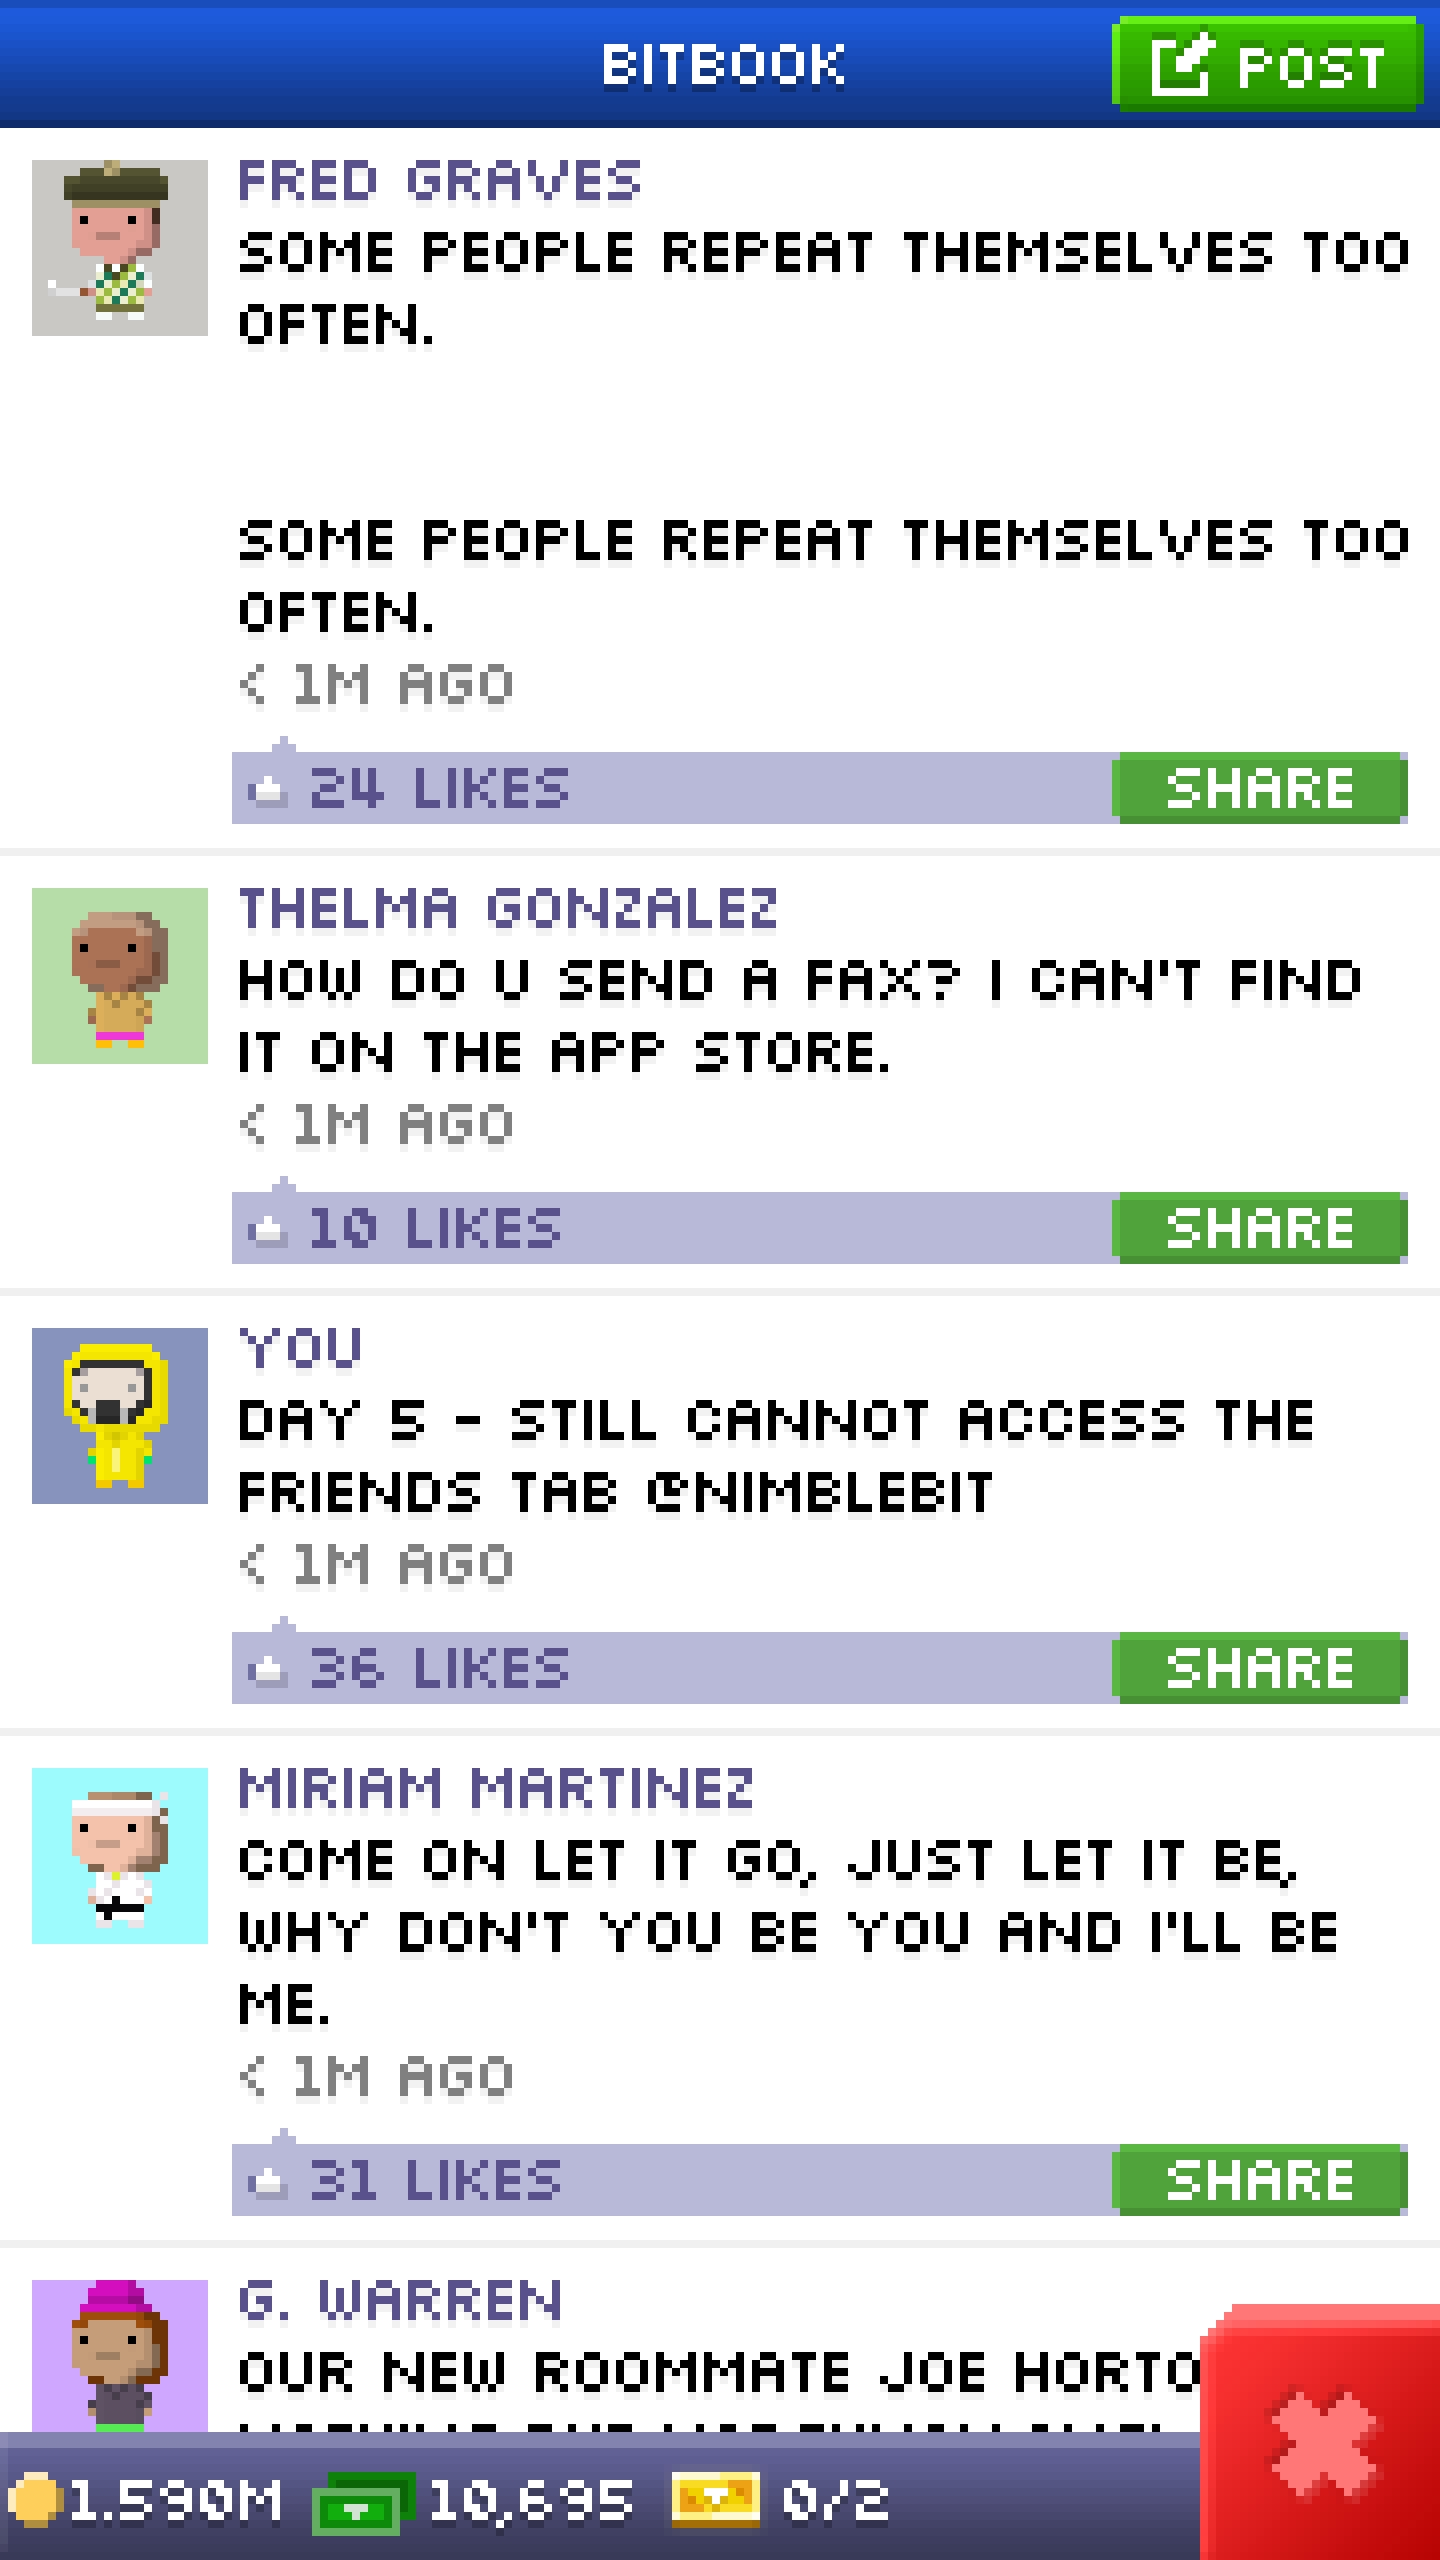 BITBOOK
POST
FRED GRAVES
SOME PEOPLE REPEAT THEMSELVES TOO
OFTEN.
SOME PEOPLE REPEAT THEMSELVES TOO
OFTEN.
< 1M AGO
24 LIKES
SHARE
THELMA GONZALEZ
HOW DO U SEND A FAX? I CAN'T FIND
IT ON THE APP STORE.
< 1M AGO
10 LIKES
SHARE
YOU
DAY 5 - STILL CANNOT ACCESS THE
FRIENDS TAB @NIMBLEBIT
< 1M AGO
36 LIKES
SHARE
MIRIAM MARTINEZ
COME ON LET IT GO, JUST LET IT BE,
WHY DON'T YOU BE YOU AND I'LL BE
ME.
< 1M AGO
31 LIKES
SHARE
G. WARREN
OUR NEW ROOMMATE JOE HORTO
1.590M
10,695
0/2